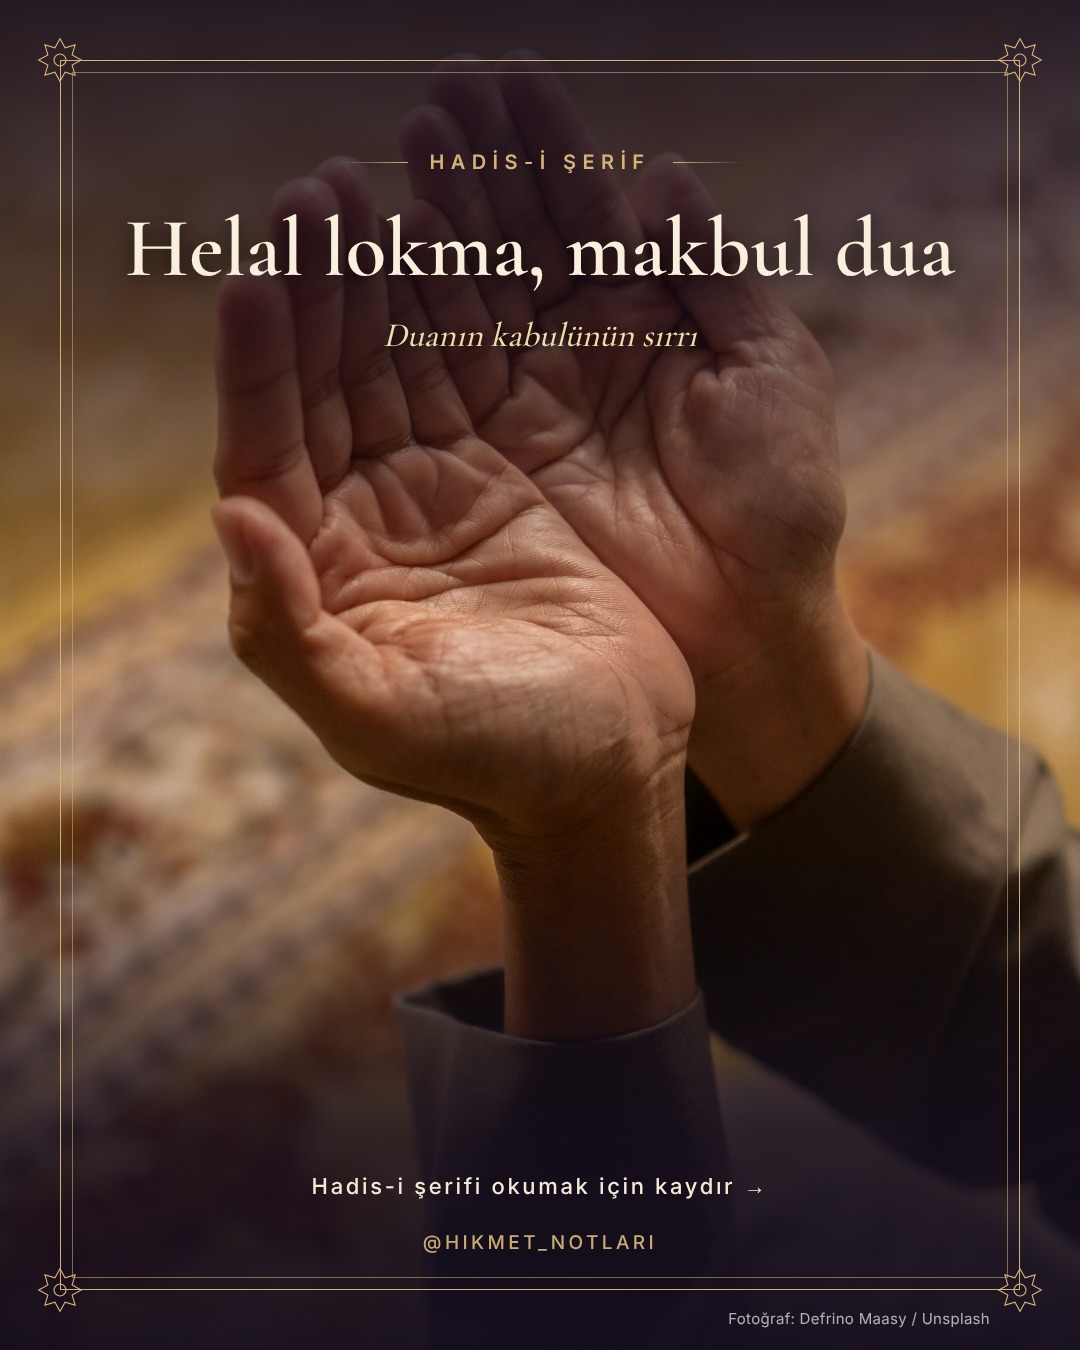 HADİS-İ ŞERİF
Helal lokma, makbul dua
Duanın kabulünün sırrı
Hadis-i şerifi okumak için kaydır →
@HIKMET_NOTLARI
Fotoğraf: Defrino Maasy / Unsplash